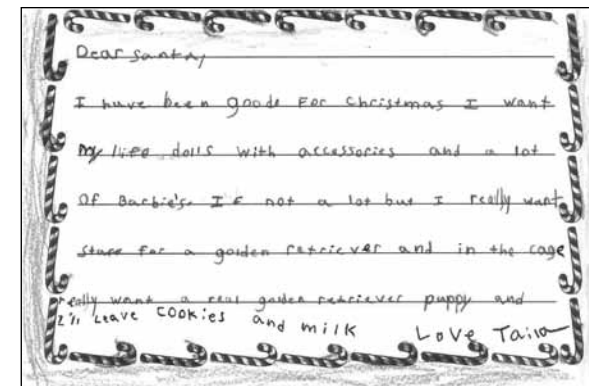 Dear Santa,
I have been goode For Christmas I want
My life dolls with accessories and a lot
OF Barbie's. IF not a lot but I really want
stuff for a golden retriever and in the cage
really want a real golden retriever puppy and
I'll Leave cookies and milk Love Taira